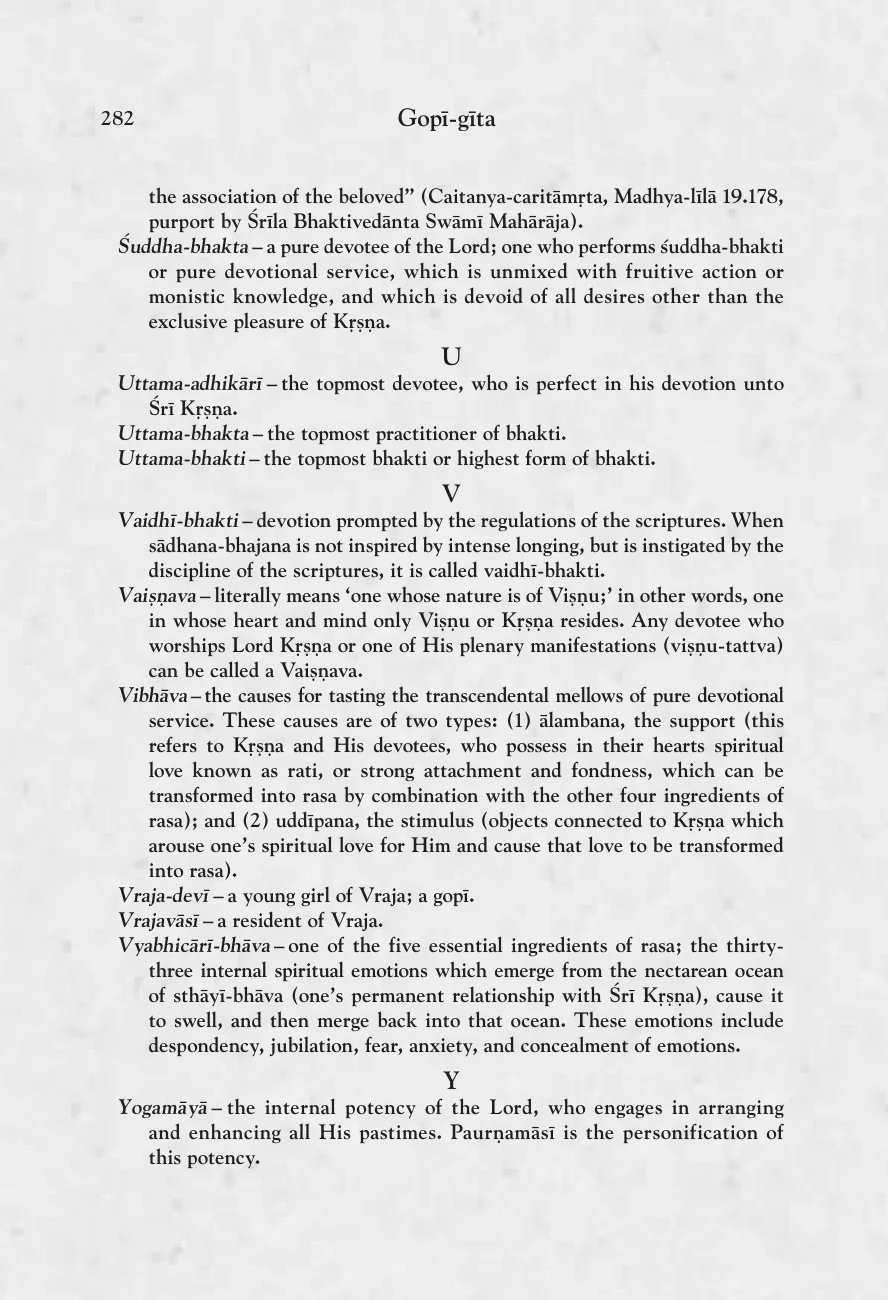 282
Gopī-gīta
the association of the beloved” (Caitanya-caritāmṛta, Madhya-līlā 19.178,
purport by Śrīla Bhaktivedānta Swāmī Mahārāja).
Śuddha-bhakta – a pure devotee of the Lord; one who performs śuddha-bhakti
or pure devotional service, which is unmixed with fruitive action or
monistic knowledge, and which is devoid of all desires other than the
exclusive pleasure of Kṛṣṇa.
U
Uttama-adhikārī – the topmost devotee, who is perfect in his devotion unto
Śrī Kṛṣṇa.
Uttama-bhakta – the topmost practitioner of bhakti.
Uttama-bhakti – the topmost bhakti or highest form of bhakti.
V
Vaidhī-bhakti – devotion prompted by the regulations of the scriptures. When
sādhana-bhajana is not inspired by intense longing, but is instigated by the
discipline of the scriptures, it is called vaidhī-bhakti.
Vaiṣṇava – literally means ‘one whose nature is of Viṣṇu;’ in other words, one
in whose heart and mind only Viṣṇu or Kṛṣṇa resides. Any devotee who
worships Lord Kṛṣṇa or one of His plenary manifestations (viṣṇu-tattva)
can be called a Vaiṣṇava.
Vibhāva – the causes for tasting the transcendental mellows of pure devotional
service. These causes are of two types: (1) ālambana, the support (this
refers to Kṛṣṇa and His devotees, who possess in their hearts spiritual
love known as rati, or strong attachment and fondness, which can be
transformed into rasa by combination with the other four ingredients of
rasa); and (2) uddīpana, the stimulus (objects connected to Kṛṣṇa which
arouse one’s spiritual love for Him and cause that love to be transformed
into rasa).
Vraja-devī – a young girl of Vraja; a gopī.
Vrajavāsī – a resident of Vraja.
Vyabhicārī-bhāva – one of the five essential ingredients of rasa; the thirty-
three internal spiritual emotions which emerge from the nectarean ocean
of sthāyī-bhāva (one’s permanent relationship with Śrī Kṛṣṇa), cause it
to swell, and then merge back into that ocean. These emotions include
despondency, jubilation, fear, anxiety, and concealment of emotions.
Y
Yogamāyā – the internal potency of the Lord, who engages in arranging
and enhancing all His pastimes. Paurṇamāsī is the personification of
this potency.